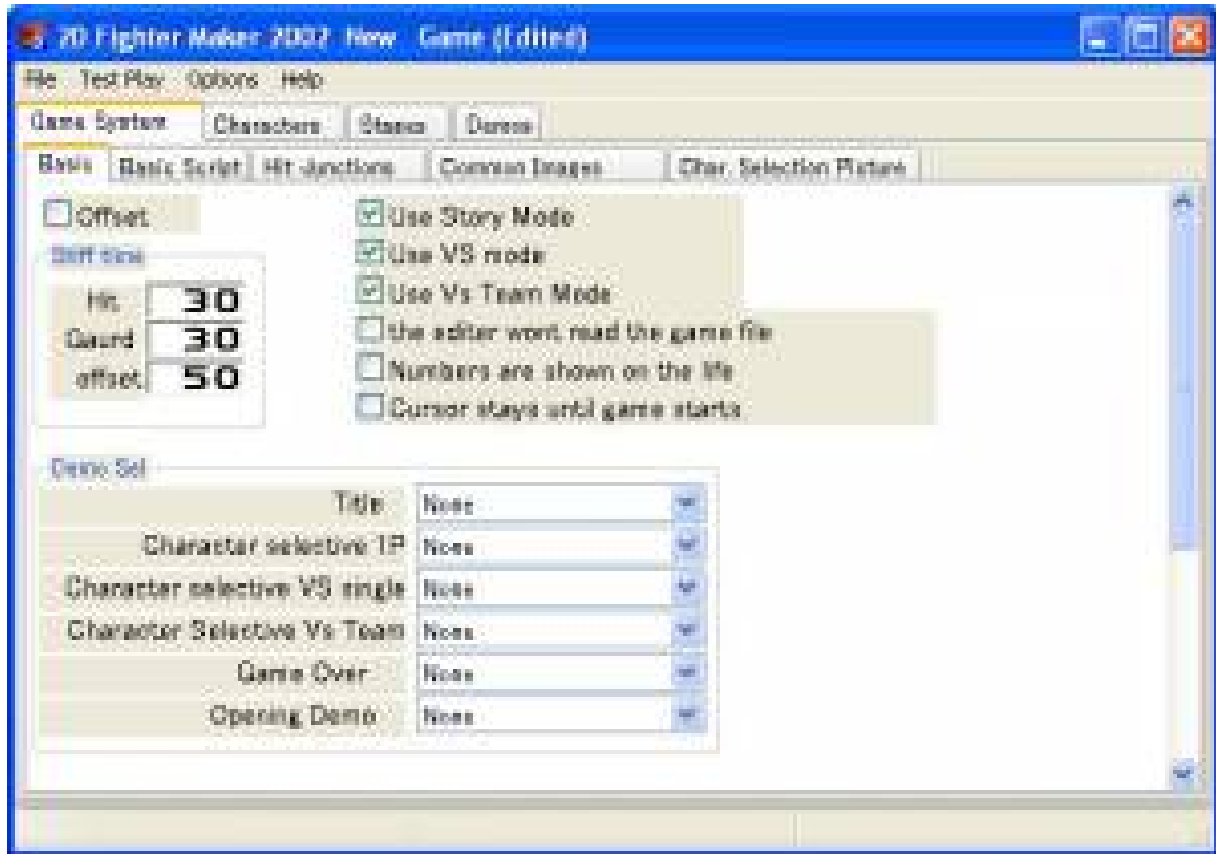 2D Fighter Maker 2002 New Game (Edited)
File Test Play Options Help
Game System Characters Stages Demos
Basic Basic Script Hit Junctions Common Images Char. Selection Picture
Offset
Use Story Mode
Stiff time
Use VS mode
Hit 30
Use Vs Team Mode
Gaurd 30
the editer wont read the game file
offset 50
Numbers are shown on the life
Cursor stays until game starts
Demo Sel
Title None
Character selective 1P None
Character selective VS single None
Character Selective Vs Team None
Game Over None
Opening Demo None